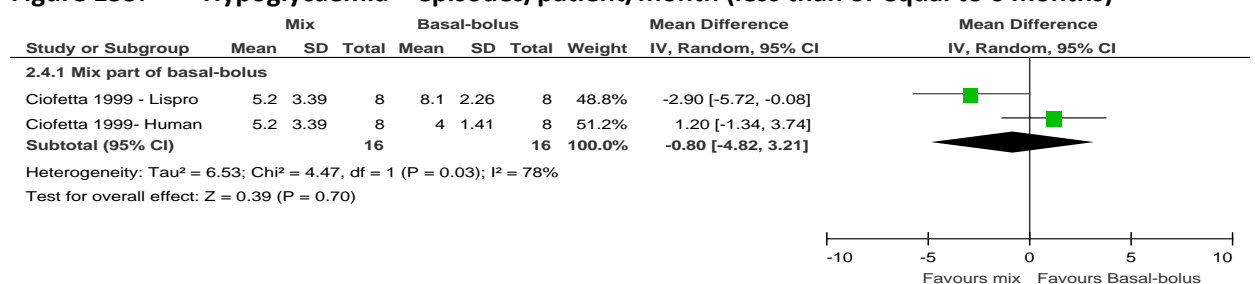 Figure Hypoglycaemia – episodes/patient/month (less than or equal to 6 months)
Mix Basal-bolus Mean Difference Mean Difference
Study or Subgroup Mean SD Total Mean SD Total Weight IV, Random, 95% CI IV, Random, 95% CI
2.4.1 Mix part of basal-bolus
Ciofetta 1999 - Lispro 5.2 3.39 8 8.1 2.26 8 48.8% -2.90 [-5.72, -0.08]
Ciofetta 1999- Human 5.2 3.39 8 4 1.41 8 51.2% 1.20 [-1.34, 3.74]
Subtotal (95% CI) 16 16 100.0% -0.80 [-4.82, 3.21]
Heterogeneity: Tau² = 6.53; Chi² = 4.47, df = 1 (P = 0.03); I² = 78%
Test for overall effect: Z = 0.39 (P = 0.70)
-10 -5 0 5 10
Favours mix Favours Basal-bolus